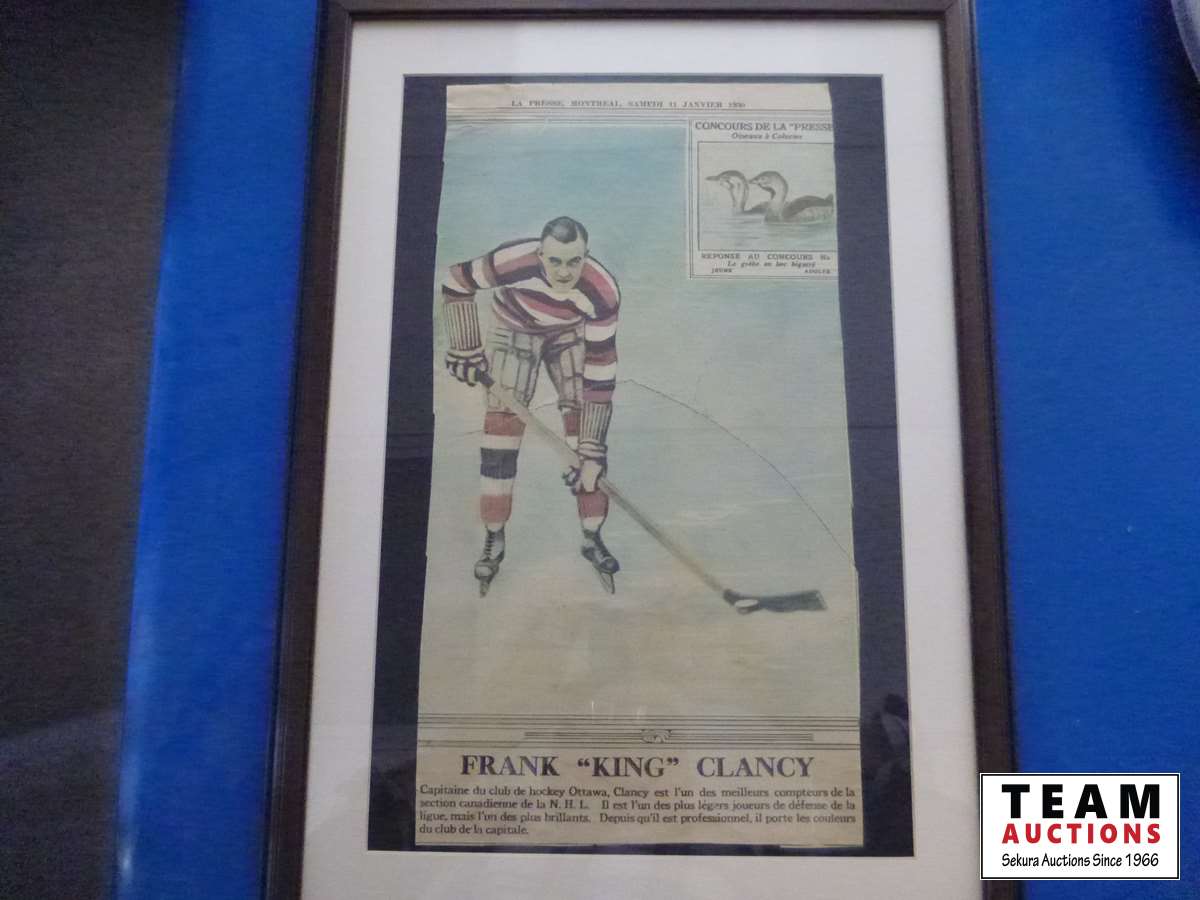 LA PRESSE, MONTREAL, SAMEDI 11 JANVIER 1930
CONCOURS DE LA "PRESSE
Oiseaux à Colorier
REPONSE AU CONCOURS No
Le grèbe au bec bigarré
JEUNE ADULTE
FRANK "KING" CLANCY
Capitaine du club de hockey Ottawa, Clancy est l'un des meilleurs compteurs de la
section canadienne de la N. H. L. Il est l'un des plus légers joueurs de défense de la
ligue, mais l'un des plus brillants. Depuis qu'il est professionnel, il porte les couleurs
du club de la capitale.
TEAM
AUCTIONS
Sekura Auctions Since 1966